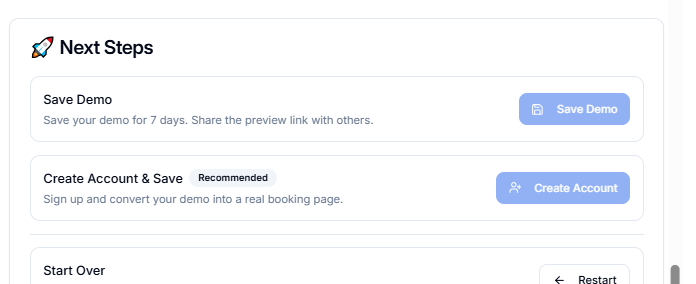 🚀 Next Steps
Save Demo
Save your demo for 7 days. Share the preview link with others.
Save Demo
Create Account & Save Recommended
Sign up and convert your demo into a real booking page.
Create Account
Start Over
Restart